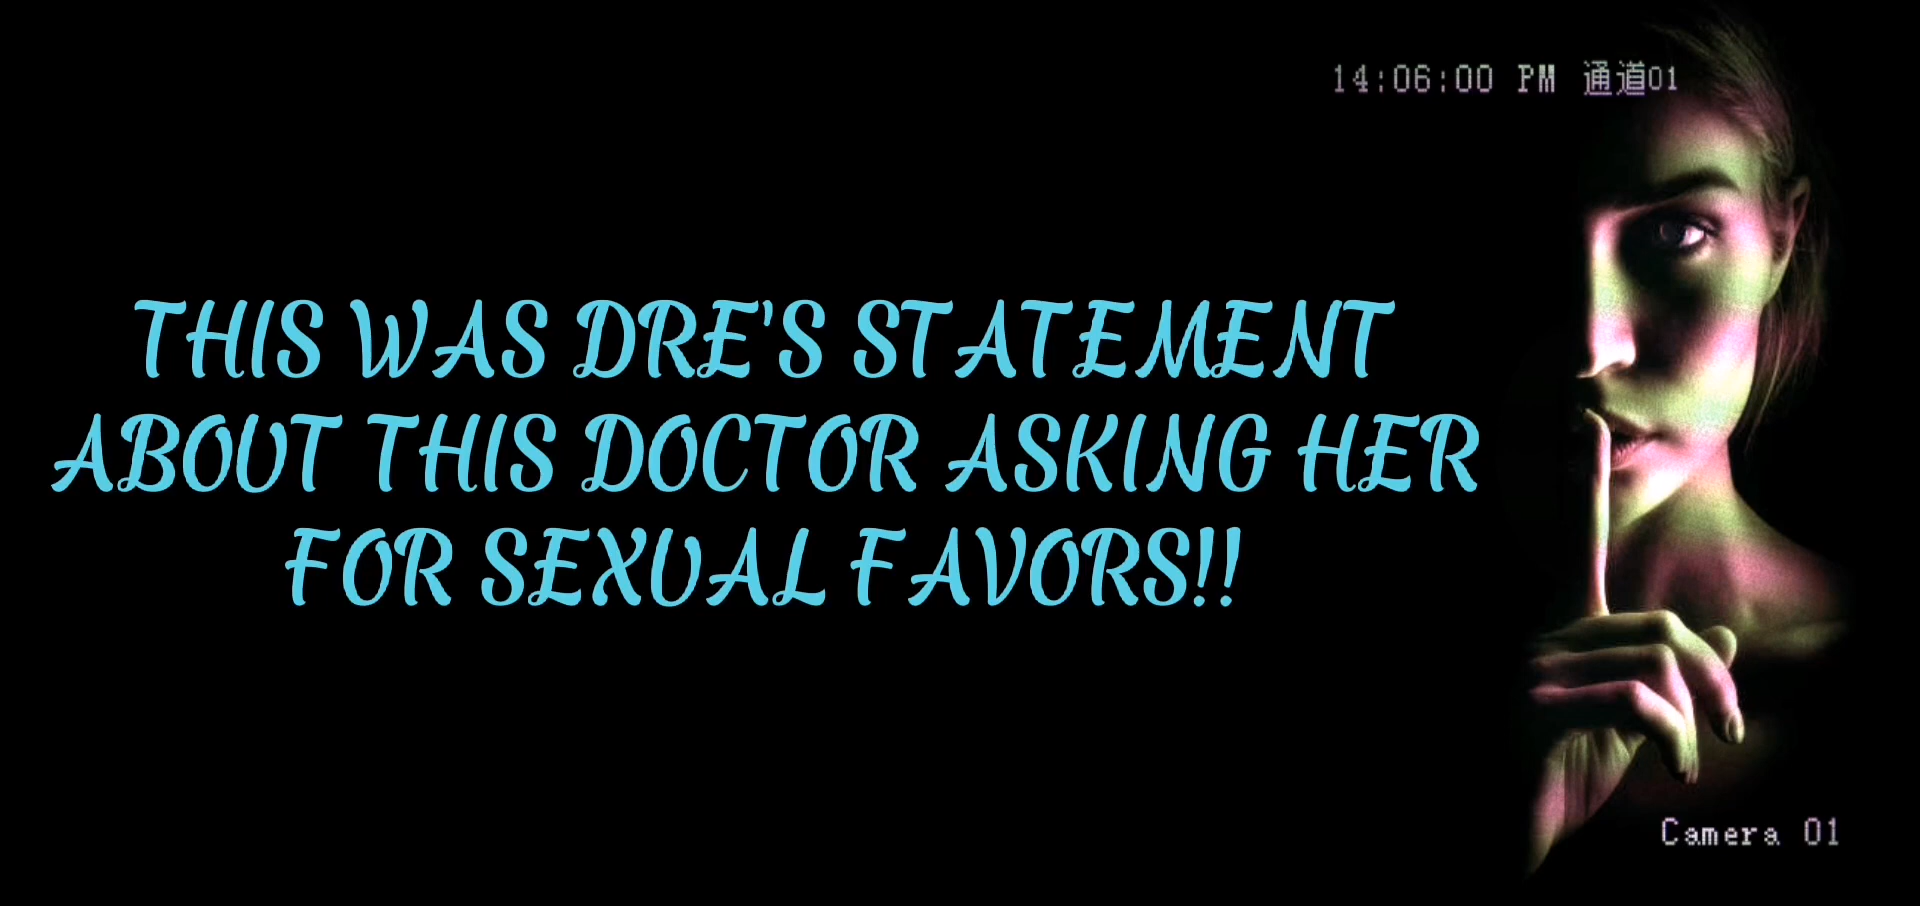 14:06:00 PM 通道01
THIS WAS DRE'S STATEMENT
ABOUT THIS DOCTOR ASKING HER
FOR SEXUAL FAVORS!!
Camera 01